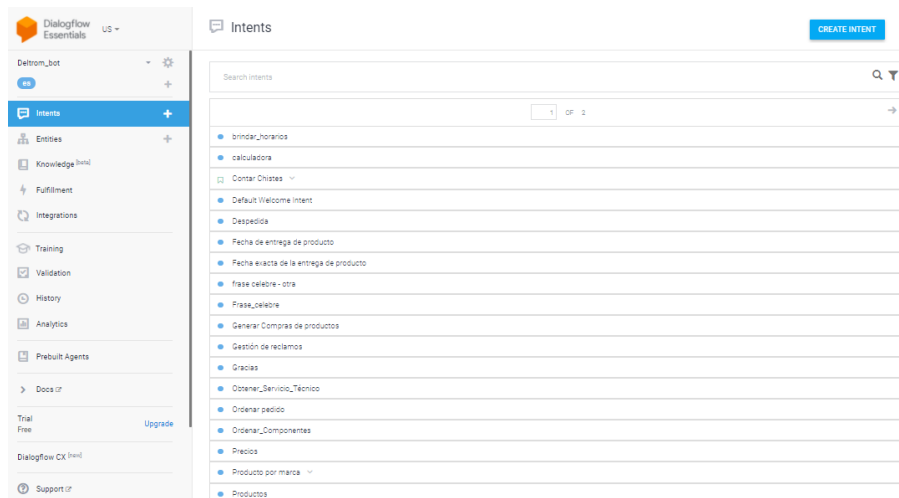 Dialogflow
Essentials
US
Intents
CREATE INTENT
Deltrom_bot
es
Search intents
Intents
1 OF 2
Entities
Knowledge [beta]
Fulfillment
Integrations
Training
Validation
History
Analytics
Prebuilt Agents
Docs
Trial
Free
Upgrade
Dialogflow CX [new]
Support
brindar_horarios
calculadora
Contar Chistes
Default Welcome Intent
Despedida
Fecha de entrega de producto
Fecha exacta de la entrega de producto
frase celebre - otra
Frase_celebre
Generar Compras de productos
Gestión de reclamos
Gracias
Obtener_Servicio_Técnico
Ordenar pedido
Ordenar_Componentes
Precios
Producto por marca
Productos